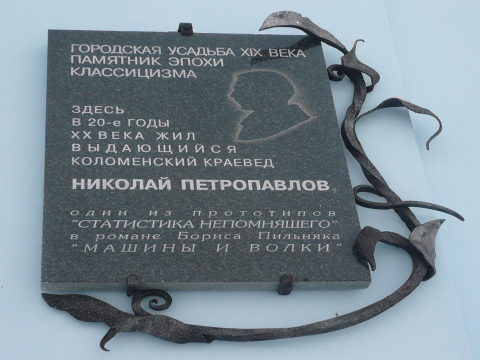 ГОРОДСКАЯ УСАДЬБА XIX ВЕКА
ПАМЯТНИК ЭПОХИ
КЛАССИЦИЗМА
ЗДЕСЬ
В 20-е ГОДЫ
XX ВЕКА ЖИЛ
ВЫДАЮЩИЙСЯ
КОЛОМЕНСКИЙ КРАЕВЕД
НИКОЛАЙ ПЕТРОПАВЛОВ,
один из прототипов
"СТАТИСТИКА НЕПОМНЯЩЕГО"
в романе Бориса Пильняка
"МАШИНЫ И ВОЛКИ"